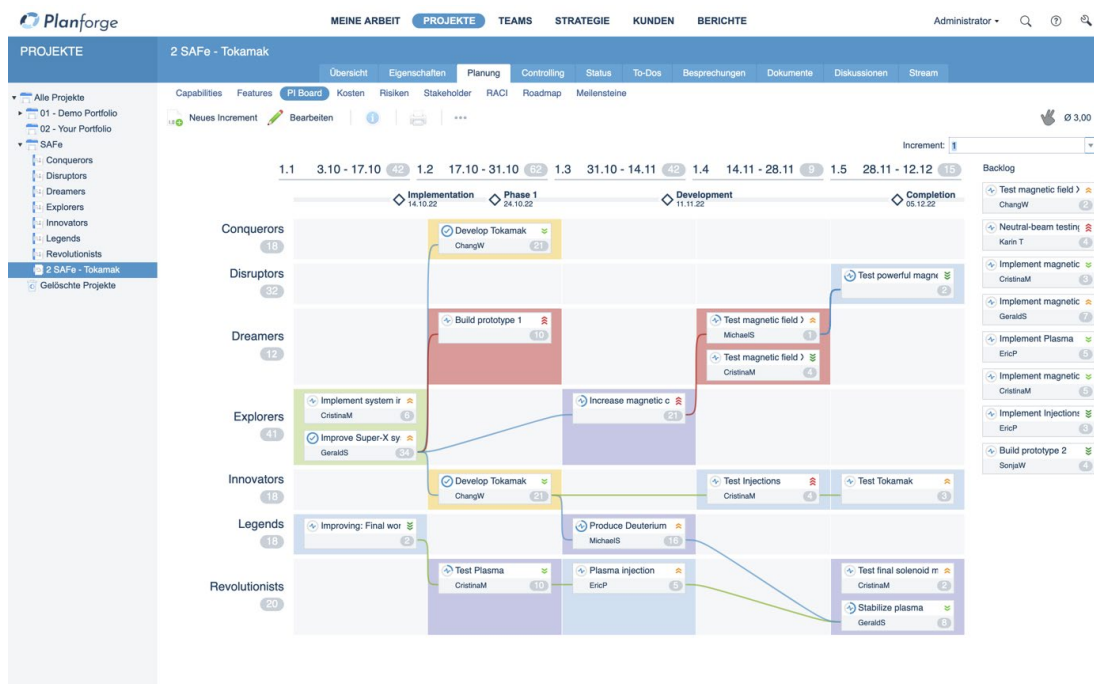 Planforge
MEINE ARBEIT PROJEKTE TEAMS STRATEGIE KUNDEN BERICHTE
Administrator
PROJEKTE
2 SAFe - Tokamak
Übersicht Eigenschaften Planung Controlling Status To-Dos Besprechungen Dokumente Diskussionen Stream
Capabilities Features PI Board Kosten Risiken Stakeholder RACI Roadmap Meilensteine
Neues Increment Bearbeiten
Ø 3,00
Alle Projekte
01 - Demo Portfolio
02 - Your Portfolio
SAFe
Conquerors
Disruptors
Dreamers
Explorers
Innovators
Legends
Revolutionists
2 SAFe - Tokamak
Gelöschte Projekte
Increment: 1
1.1 3.10 - 17.10 42 1.2 17.10 - 31.10 62 1.3 31.10 - 14.11 42 1.4 14.11 - 28.11 9 1.5 28.11 - 12.12 15
Implementation
14.10.22
Phase 1
24.10.22
Development
11.11.22
Completion
05.12.22
Conquerors
18
Develop Tokamak
ChangW 21
Disruptors
32
Test powerful magne
2
Dreamers
12
Build prototype 1
10
Test magnetic field X
MichaelS 1
Test magnetic field X
CristinaM 4
Explorers
41
Implement system ir
CristinaM 6
Improve Super-X sy
GeraldS 34
Increase magnetic c
21
Innovators
18
Develop Tokamak
ChangW 21
Test Injections
CristinaM 4
Test Tokamak
3
Legends
18
Improving: Final wor
2
Produce Deuterium
MichaelS 16
Revolutionists
20
Test Plasma
CristinaM 10
Plasma injection
EricP 5
Test final solenoid m
CristinaM 2
Stabilize plasma
GeraldS 8
Backlog
Test magnetic field X
ChangW 2
Neutral-beam testing
Karin T 4
Implement magnetic
CristinaM 3
Implement magnetic
GeraldS 7
Implement Plasma
EricP 5
Implement magnetic
CristinaM 5
Implement Injections
EricP 3
Build prototype 2
SonjaW 4